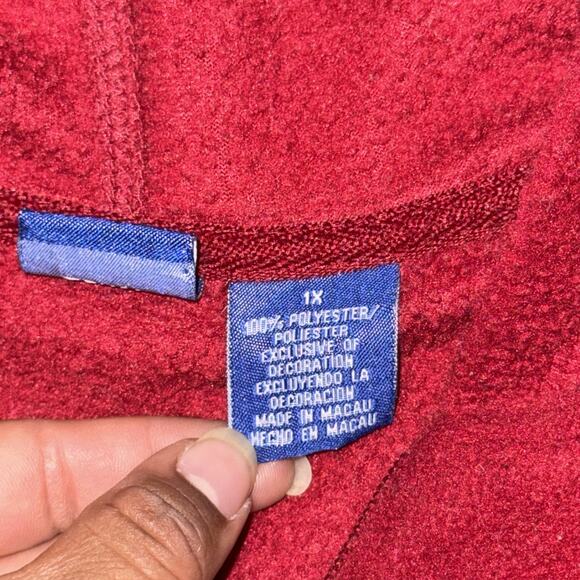 1X
100% POLYESTER/
POLIESTER
EXCLUSIVE OF
DECORATION
EXCLUYENDO LA
DECORACION
MADE IN MACAU
HECHO EN MACAU